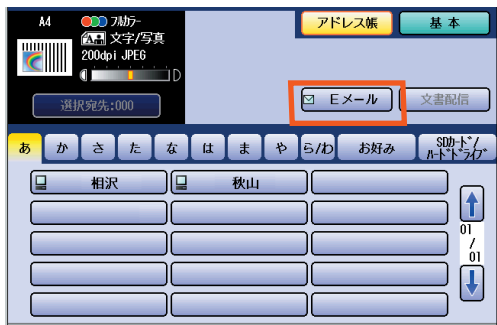 A4 フルカラー アドレス帳 基本
A 文字/写真
200dpi JPEG
D
選択宛先:000 Eメール 文書配信
あ か さ た な は ま や ら/わ お好み SDカード/
ハードドライブ
相沢 秋山
01
/
01